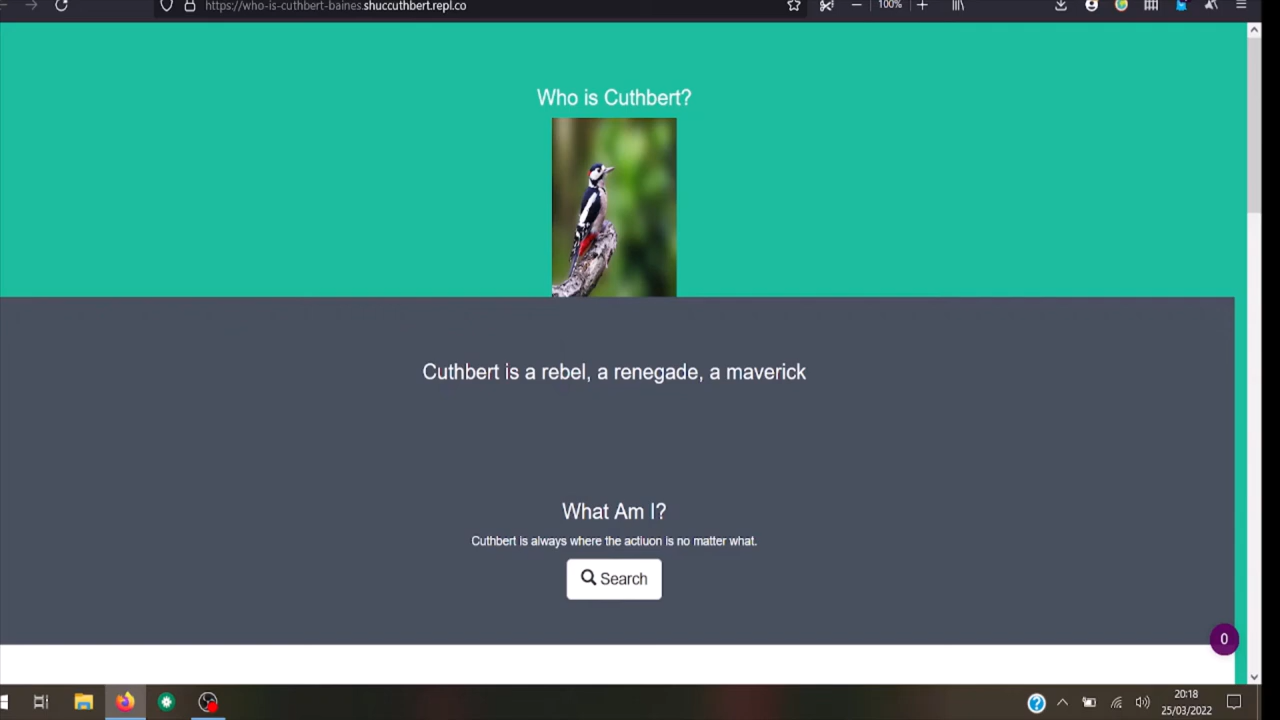 https://who-is-cuthbert-baines.shuccuthbert.repl.co
100%
Who is Cuthbert?
Cuthbert is a rebel, a renegade, a maverick
What Am I?
Cuthbert is always where the actiuon is no matter what.
Search
0
20:18
25/03/2022